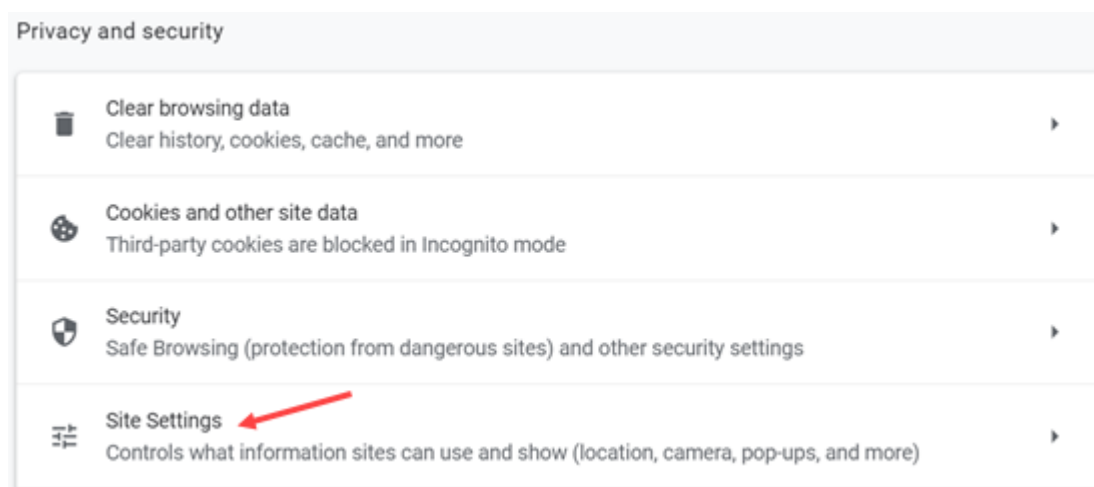 Privacy and security
Clear browsing data
Clear history, cookies, cache, and more
Cookies and other site data
Third-party cookies are blocked in Incognito mode
Security
Safe Browsing (protection from dangerous sites) and other security settings
Site Settings
Controls what information sites can use and show (location, camera, pop-ups, and more)